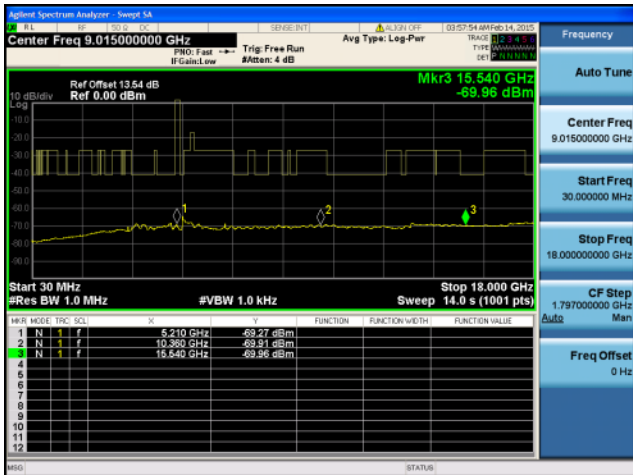 Agilent Spectrum Analyzer - Swept SA
RL RF 50 Ω DC SENSE:INT ALIGN OFF 03:57:54 AM Feb 14, 2015
Center Freq 9.015000000 GHz
PNO: Fast
IFGain:Low
Trig: Free Run
#Atten: 4 dB
Avg Type: Log-Pwr
TRACE 1 2 3 4 5 6
TYPE
DET P N N N N N
Ref Offset 13.54 dB
Ref 0.00 dBm
10 dB/div
Log
Mkr3 15.540 GHz
-69.96 dBm
-10.0
-20.0
-30.0
-40.0
-50.0
-60.0
-70.0
-80.0
-90.0
1
2
3
Start 30 MHz
#Res BW 1.0 MHz
#VBW 1.0 kHz
Stop 18.000 GHz
Sweep 14.0 s (1001 pts)
MKR MODE TRC SCL X Y FUNCTION FUNCTION WIDTH FUNCTION VALUE
1 N 1 f 5.210 GHz -69.27 dBm
2 N 1 f 10.360 GHz -69.91 dBm
3 N 1 f 15.540 GHz -69.96 dBm
4
5
6
7
8
9
10
11
12
MSG STATUS
Frequency
Auto Tune
Center Freq
9.015000000 GHz
Start Freq
30.000000 MHz
Stop Freq
18.000000000 GHz
CF Step
1.797000000 GHz
Auto Man
Freq Offset
0 Hz